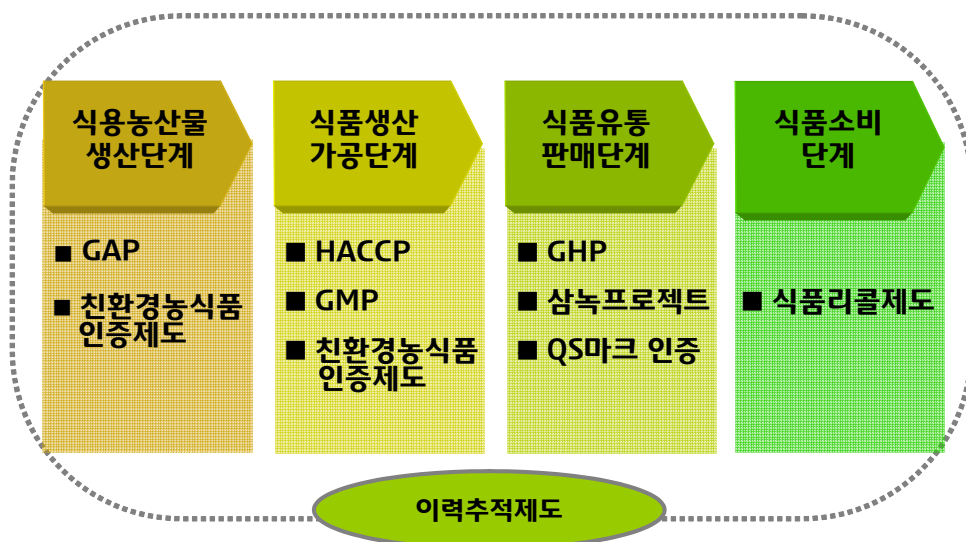 식용농산물
생산단계
■ GAP
■ 친환경농식품
인증제도
식품생산
가공단계
■ HACCP
■ GMP
■ 친환경농식품
인증제도
식품유통
판매단계
■ GHP
■ 삼녹프로젝트
■ QS마크 인증
식품소비
단계
■ 식품리콜제도
이력추적제도